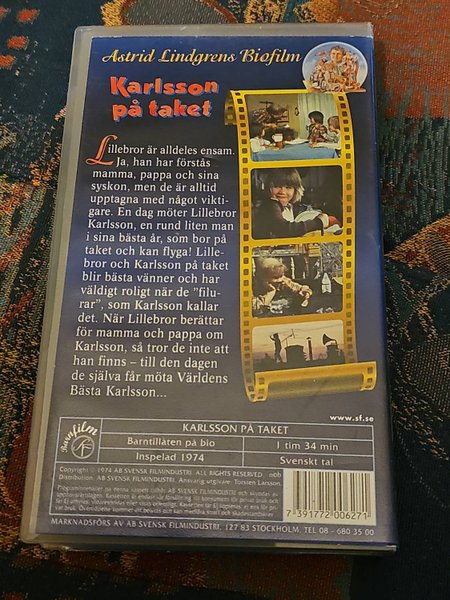 Astrid Lindgrens Biofilm
Karlsson
på taket
Lillebror är alldeles ensam.
Ja, han har förstås
mamma, pappa och sina
syskon, men de är alltid
upptagna med något vikti-
gare. En dag möter Lillebror
Karlsson, en rund liten man
i sina bästa år, som bor på
taket och kan flyga! Lille-
bror och Karlsson på taket
blir bästa vänner och har
väldigt roligt när de "filu-
rar", som Karlsson kallar
det. När Lillebror berättar
för mamma och pappa om
Karlsson, så tror de inte att
han finns – till den dagen
de själva får möta Världens
Bästa Karlsson...
www.sf.se
Barnfilm
KARLSSON PÅ TAKET
Barntillåten på bio
1 tim 34 min
Inspelad 1974
Svenskt tal
Copyright © 1974 AB SVENSK FILMINDUSTRI. ALL RIGHTS RESERVED
Distribution: AB SVENSK FILMINDUSTRI. Ansvarig utgivare: Torsten Larsson.
7 391772 006271
MARKNADSFÖRS AV AB SVENSK FILMINDUSTRI, 127 83 STOCKHOLM. TEL 08 - 680 35 00